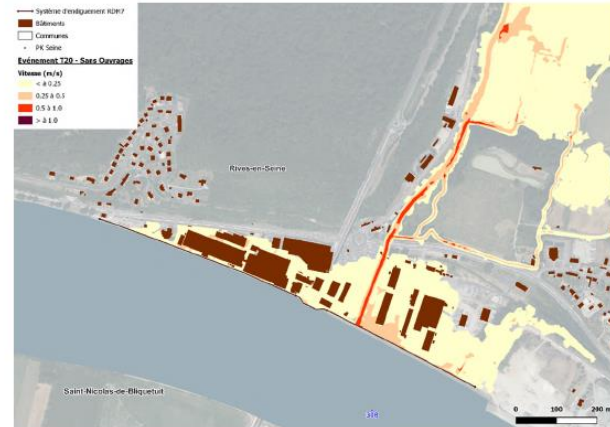 Système d'endiguement RDR7
Bâtiments
Communes
PK Seine
Evénement T20 - Sans Ouvrages
Vitesse (m/s)
< à 0.25
0.25 à 0.5
0.5 à 1.0
> à 1.0
Rives-en-Seine
Saint-Nicolas-de-Bliquetuit
0 100 200 m